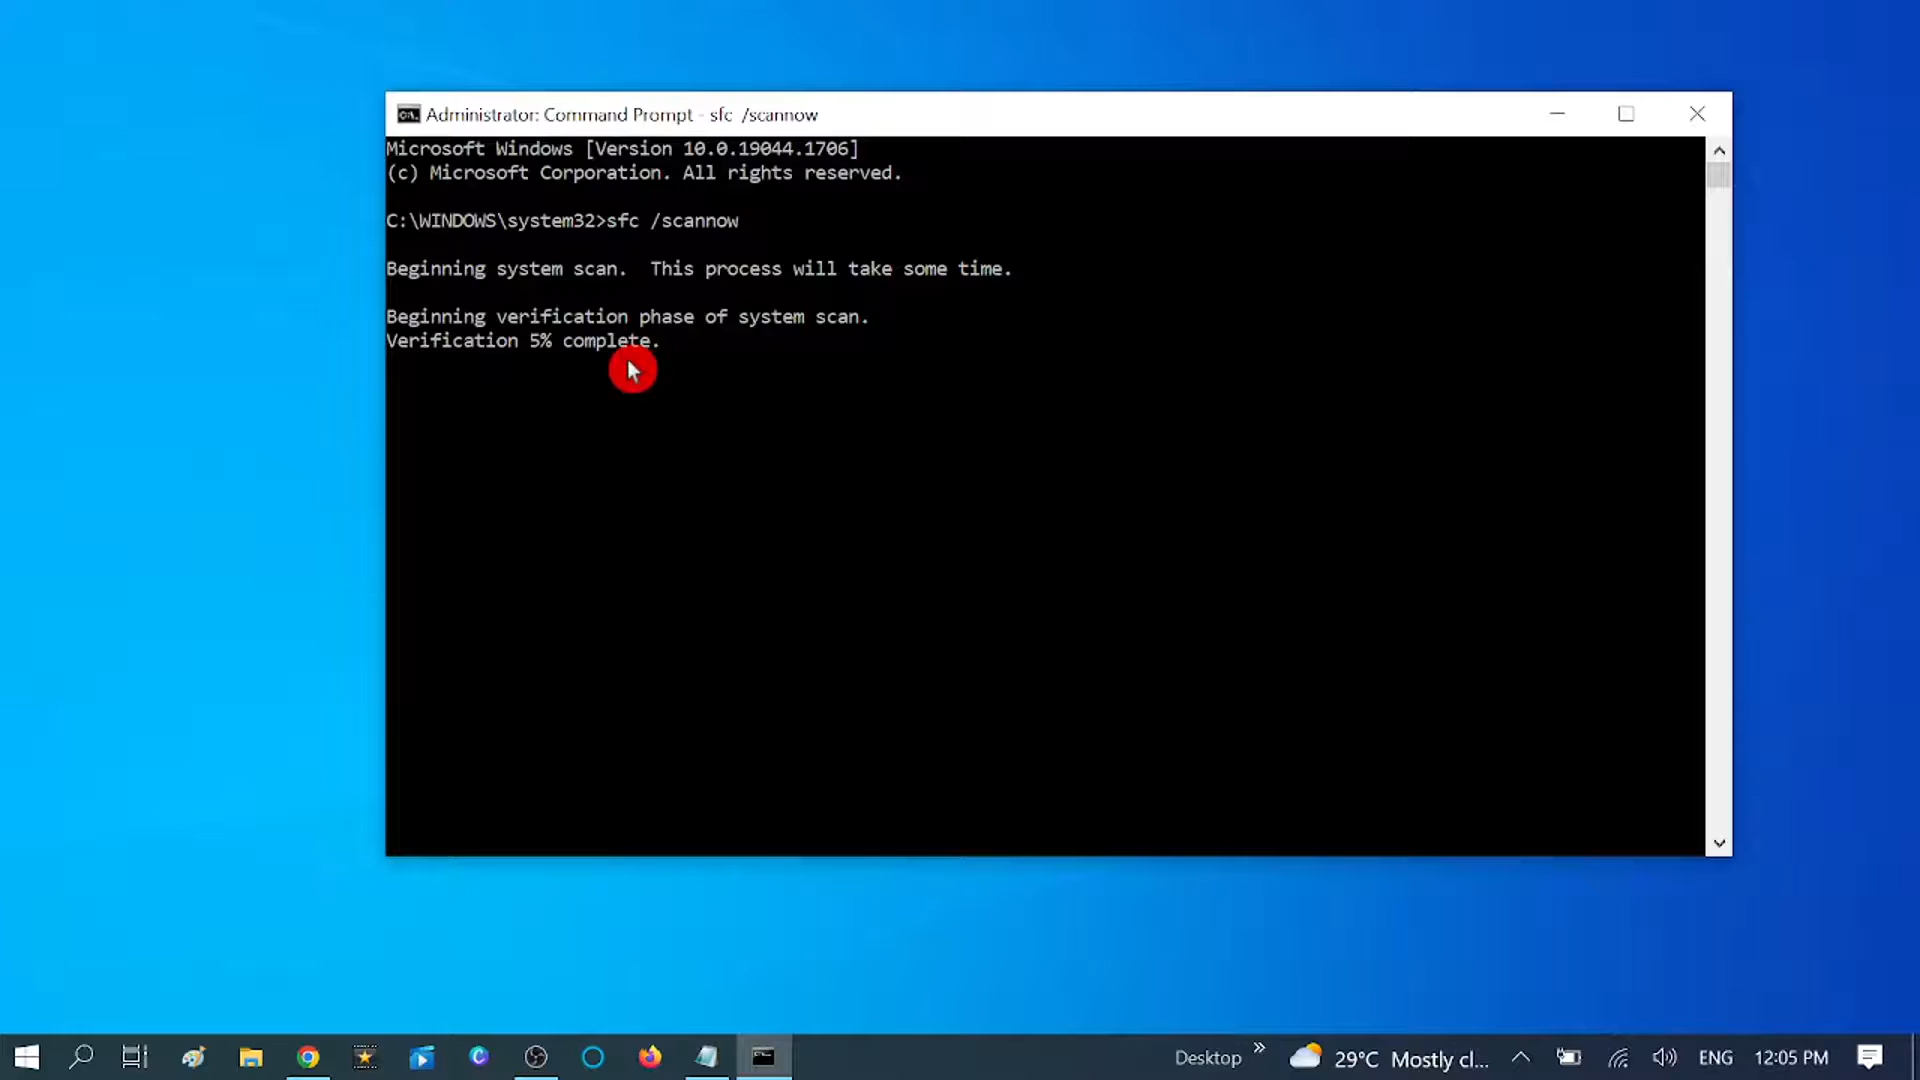 Administrator: Command Prompt - sfc  /scannow
Microsoft Windows [Version 10.0.19044.1706]
(c) Microsoft Corporation. All rights reserved.
C:\WINDOWS\system32>sfc /scannow
Beginning system scan.  This process will take some time.
Beginning verification phase of system scan.
Verification 5% complete.
Desktop 29°C Mostly cl... ENG 12:05 PM